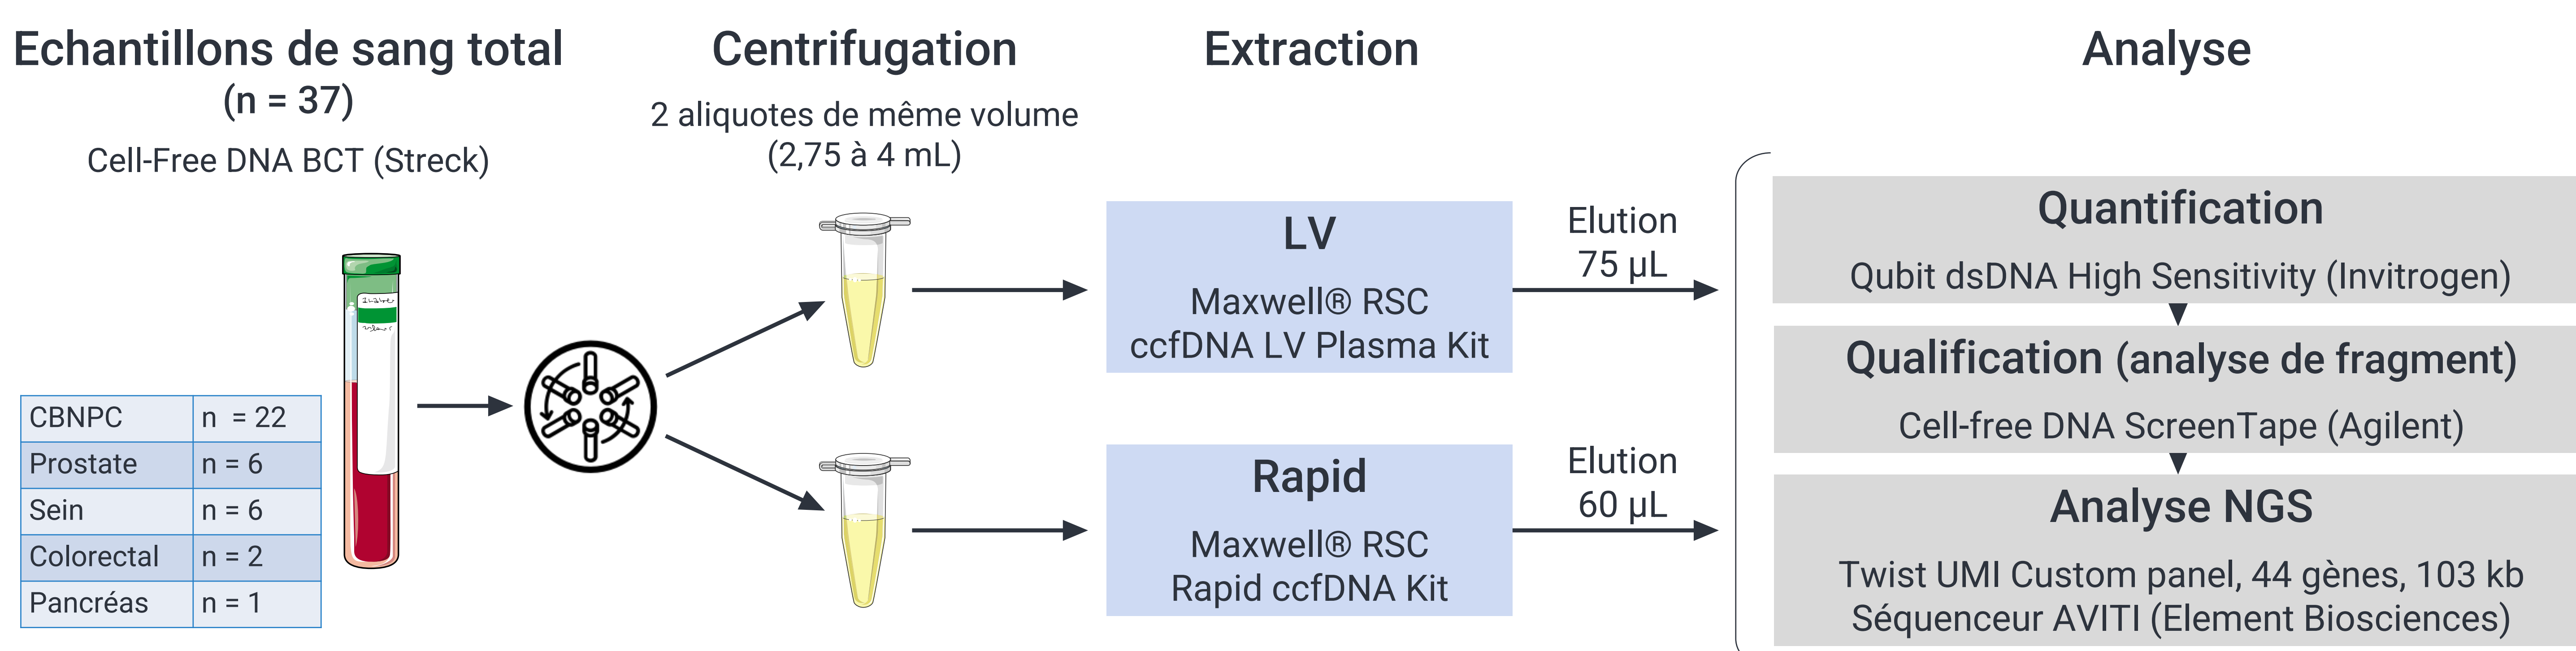 Echantillons de sang total
(n = 37)
Cell-Free DNA BCT (Streck)
CBNPC n = 22
Prostate n = 6
Sein n = 6
Colorectal n = 2
Pancréas n = 1
Centrifugation
2 aliquotes de même volume
(2,75 à 4 mL)
Extraction
LV
Maxwell® RSC
ccfDNA LV Plasma Kit
Rapid
Maxwell® RSC
Rapid ccfDNA Kit
Elution
75 µL
Elution
60 µL
Analyse
Quantification
Qubit dsDNA High Sensitivity (Invitrogen)
Qualification (analyse de fragment)
Cell-free DNA ScreenTape (Agilent)
Analyse NGS
Twist UMI Custom panel, 44 gènes, 103 kb
Séquenceur AVITI (Element Biosciences)